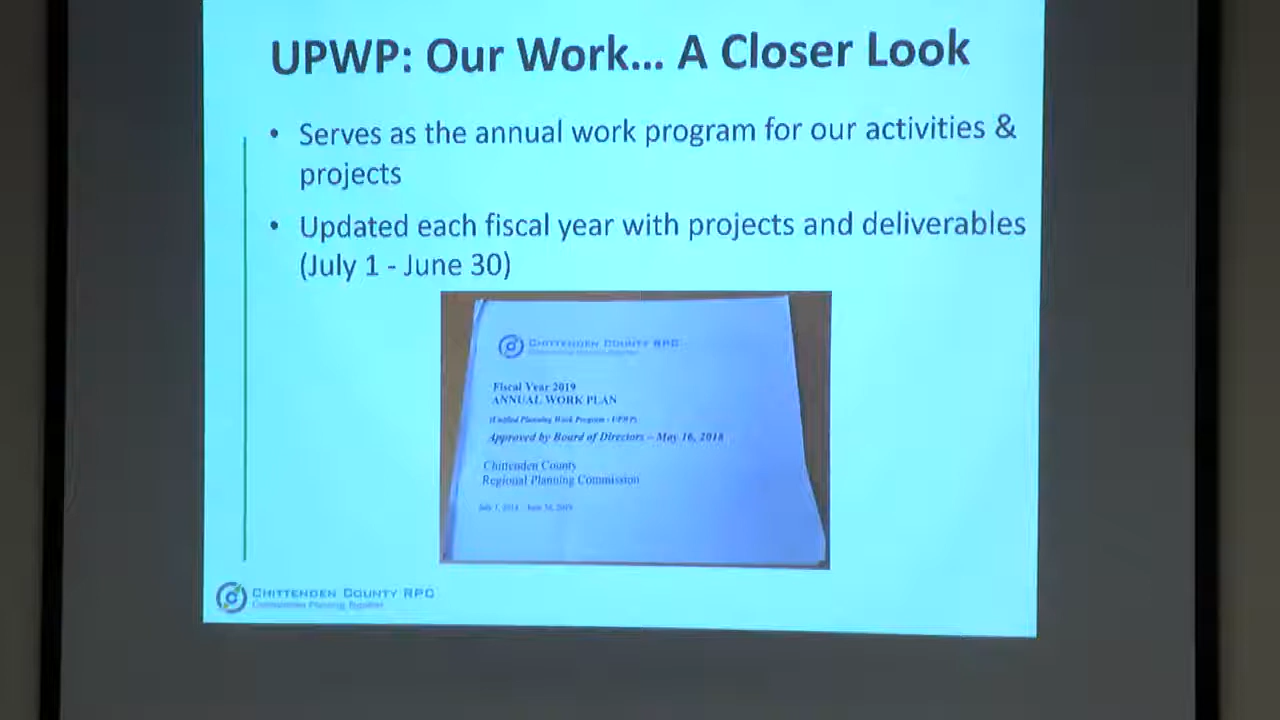 UPWP: Our Work... A Closer Look
• Serves as the annual work program for our activities &
projects
• Updated each fiscal year with projects and deliverables
(July 1 - June 30)
CHITTENDEN COUNTY RPC
Fiscal Year 2019
ANNUAL WORK PLAN
(Unified Planning Work Program - UPWP)
Approved by Board of Directors – May 16, 2018
Chittenden County
Regional Planning Commission
July 1, 2018 - June 30, 2019
CHITTENDEN COUNTY RPC
Communities Planning Together